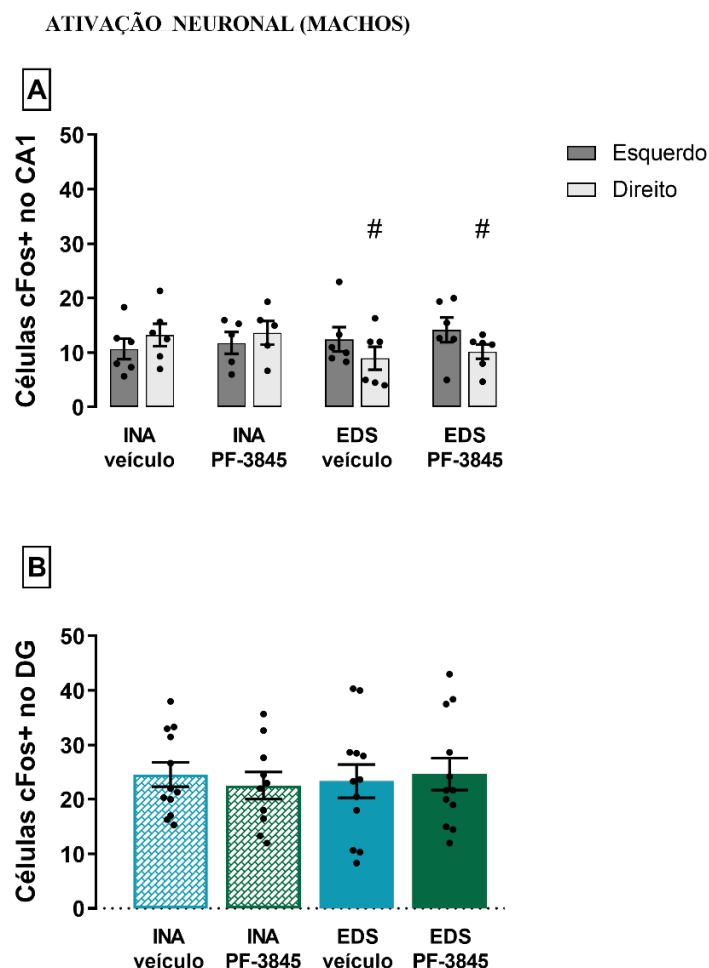 ATIVAÇÃO NEURONAL (MACHOS)
A
Células cFos+ no CA1
50
40
30
20
10
0
Esquerdo
Direito
# #
INA INA EDS EDS
veículo PF-3845 veículo PF-3845
B
Células cFos+ no DG
50
40
30
20
10
0
INA INA EDS EDS
veículo PF-3845 veículo PF-3845